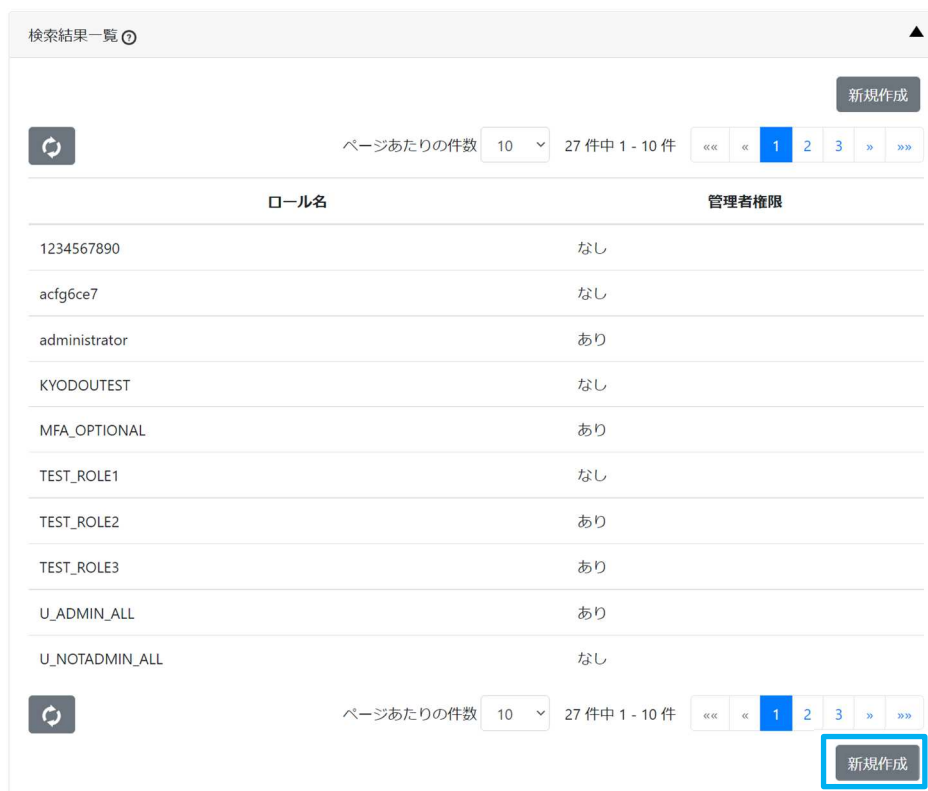 検索結果一覧 ?
新規作成
ページあたりの件数 10 27 件中 1 - 10 件 «« « 1 2 3 » »»
ロール名 管理者権限
1234567890 なし
acfg6ce7 なし
administrator あり
KYODOUTEST なし
MFA_OPTIONAL あり
TEST_ROLE1 なし
TEST_ROLE2 あり
TEST_ROLE3 あり
U_ADMIN_ALL あり
U_NOTADMIN_ALL なし
ページあたりの件数 10 27 件中 1 - 10 件 «« « 1 2 3 » »»
新規作成